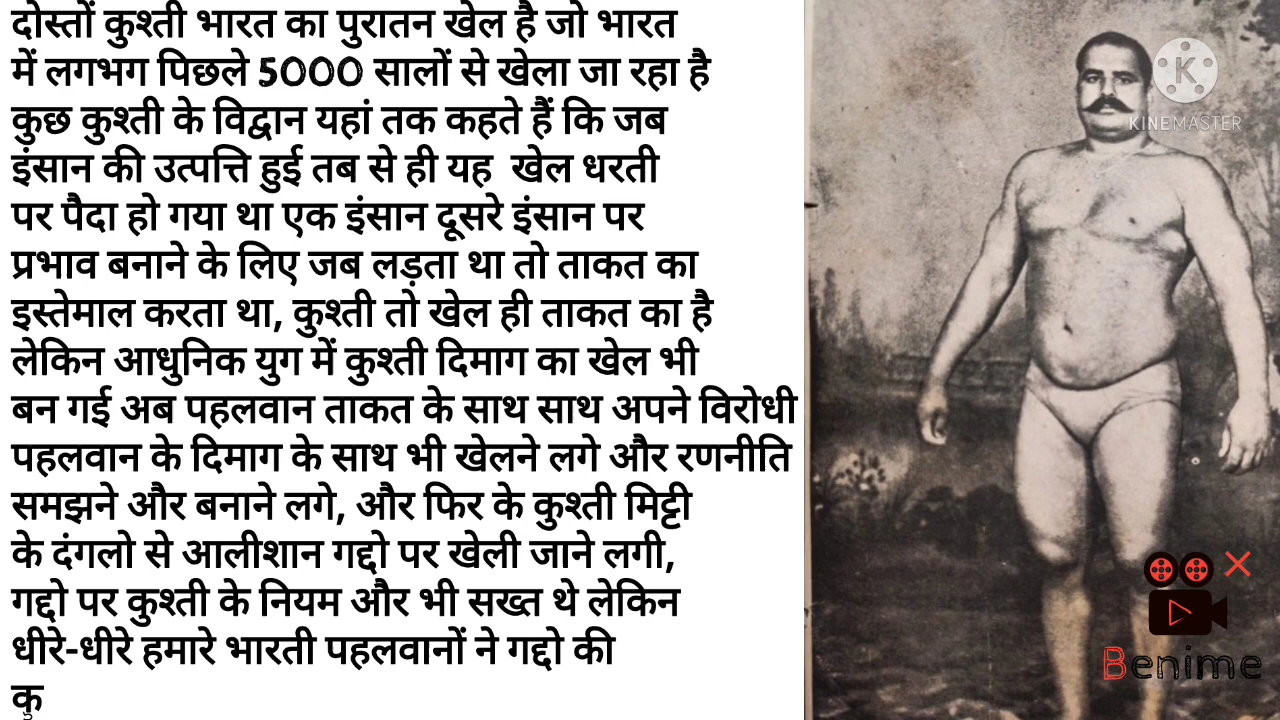 दोस्तों कुश्ती भारत का पुरातन खेल है जो भारत
में लगभग पिछले 5000 सालों से खेला जा रहा है
कुछ कुश्ती के विद्वान यहां तक कहते हैं कि जब
इंसान की उत्पत्ति हुई तब से ही यह खेल धरती
पर पैदा हो गया था एक इंसान दूसरे इंसान पर
प्रभाव बनाने के लिए जब लड़ता था तो ताकत का
इस्तेमाल करता था, कुश्ती तो खेल ही ताकत का है
लेकिन आधुनिक युग में कुश्ती दिमाग का खेल भी
बन गई अब पहलवान ताकत के साथ साथ अपने विरोधी
पहलवान के दिमाग के साथ भी खेलने लगे और रणनीति
समझने और बनाने लगे, और फिर के कुश्ती मिट्टी
के दंगलो से आलीशान गद्दो पर खेली जाने लगी,
गद्दो पर कुश्ती के नियम और भी सख्त थे लेकिन
धीरे-धीरे हमारे भारती पहलवानों ने गद्दो की
कु
K
KINEMASTER
Benime